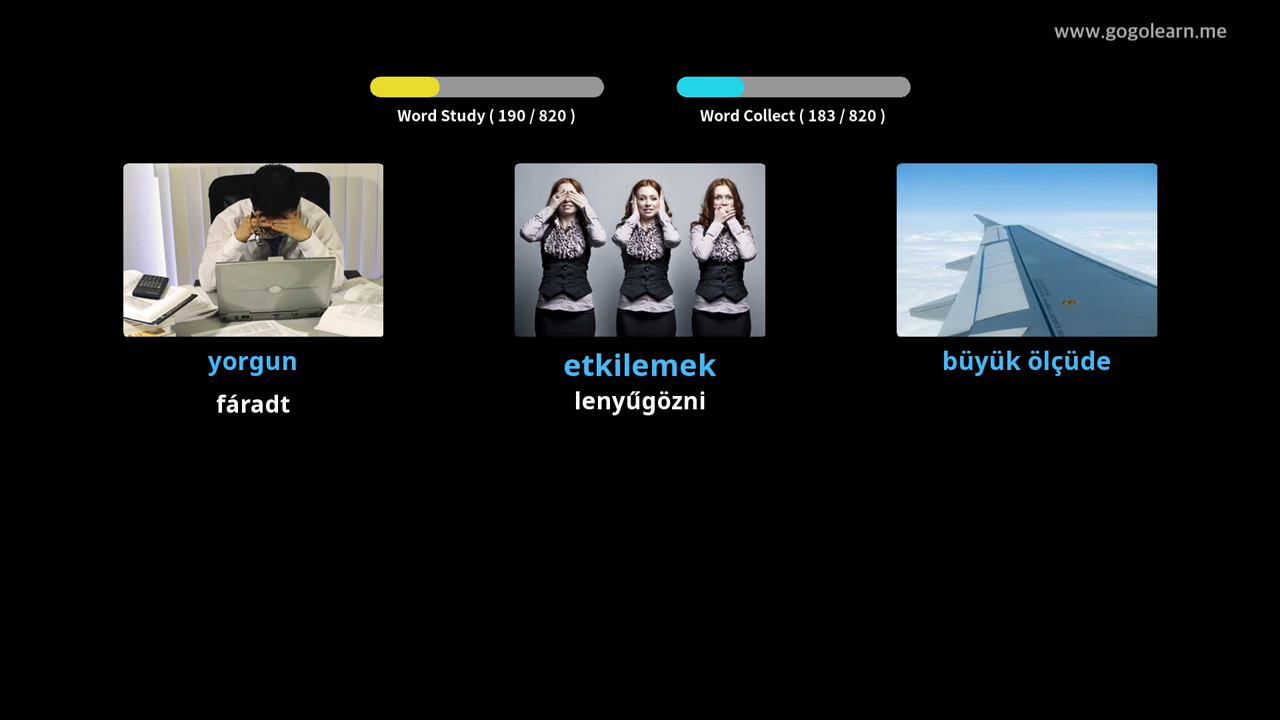 www.gogolearn.me
Word Study ( 190 / 820 )
Word Collect ( 183 / 820 )
yorgun
fáradt
etkilemek
lenyűgözni
büyük ölçüde